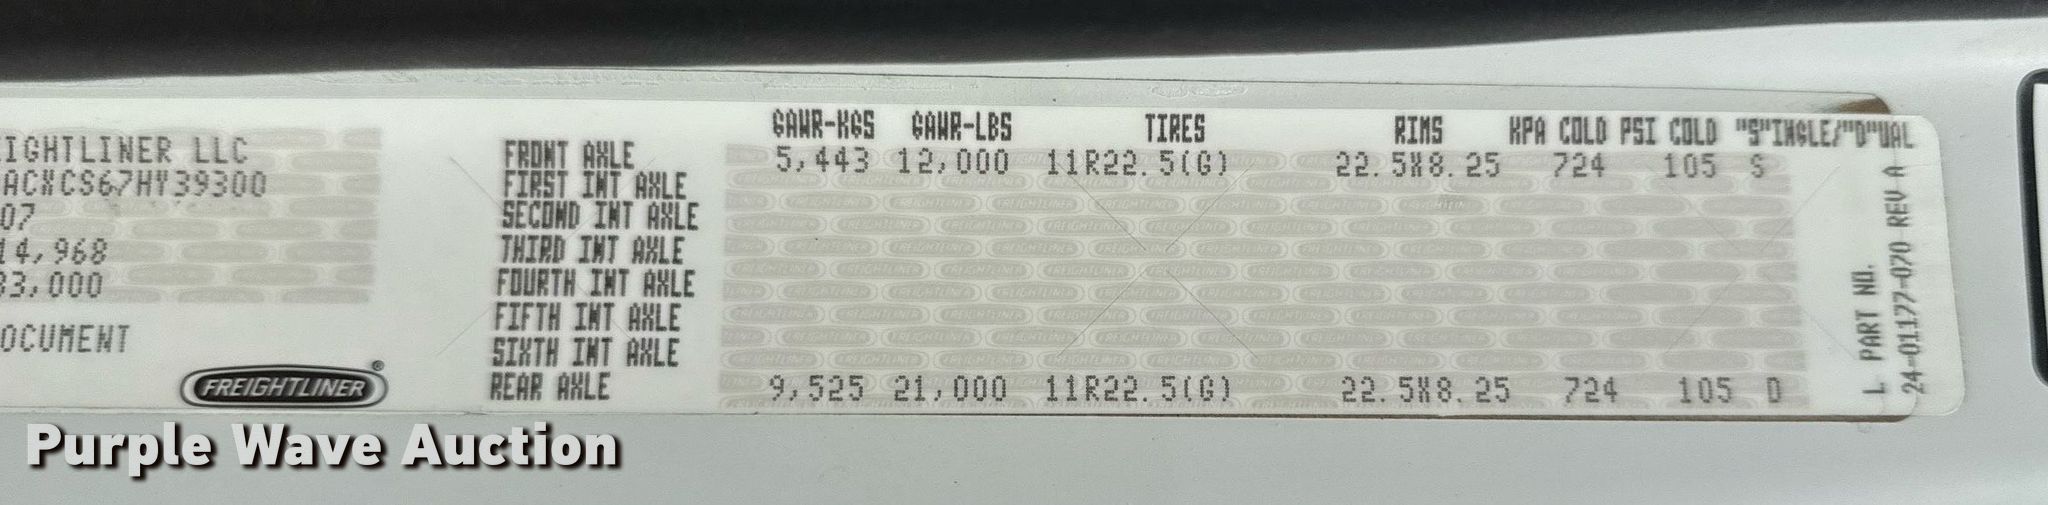 EIGHTLINER LLC
ACXCS67HY39300
07
14,968
33,000
OCUMENT
FREIGHTLINER®
GAWR-KGS GAWR-LBS TIRES RIMS KPA COLD PSI COLD "S"INGLE/"D"UAL
FRONT AXLE 5,443 12,000 11R22.5(G) 22.5X8.25 724 105 S
FIRST INT AXLE
SECOND INT AXLE
THIRD INT AXLE
FOURTH INT AXLE
FIFTH INT AXLE
SIXTH INT AXLE
REAR AXLE 9,525 21,000 11R22.5(G) 22.5X8.25 724 105 D
L PART NO.
24-01177-070 REV A
Purple Wave Auction